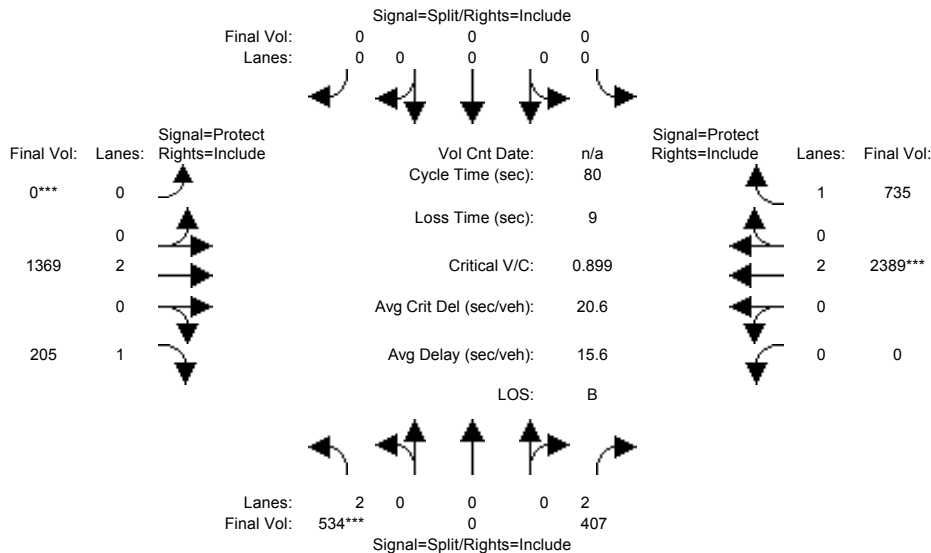 Signal=Split/Rights=Include
Final Vol: 0 0 0
Lanes: 0 0 0 0 0
Signal=Protect Signal=Protect
Final Vol: Lanes: Rights=Include Vol Cnt Date: n/a Rights=Include Lanes: Final Vol:
Cycle Time (sec): 80
0*** 0 1 735
Loss Time (sec): 9
0 0
1369 2 Critical V/C: 0.899 2 2389***
0 Avg Crit Del (sec/veh): 20.6 0
205 1 Avg Delay (sec/veh): 15.6 0 0
LOS: B
Lanes: 2 0 0 0 2
Final Vol: 534*** 0 407
Signal=Split/Rights=Include